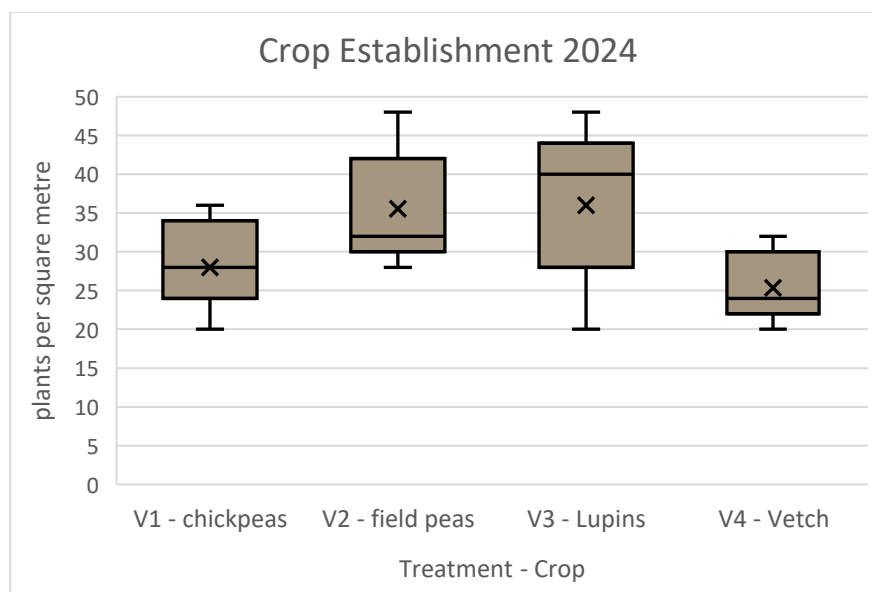 Crop Establishment 2024
plants per square metre
50
45
40
35
30
25
20
15
10
5
0
V1 - chickpeas V2 - field peas V3 - Lupins V4 - Vetch
Treatment - Crop